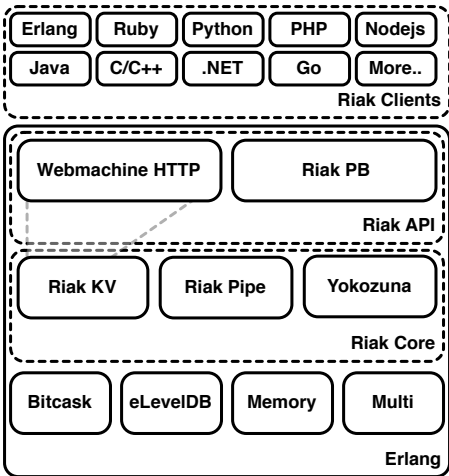 Erlang Ruby Python PHP Nodejs
Java C/C++ .NET Go More..
Riak Clients
Webmachine HTTP Riak PB
Riak API
Riak KV Riak Pipe Yokozuna
Riak Core
Bitcask eLevelDB Memory Multi
Erlang